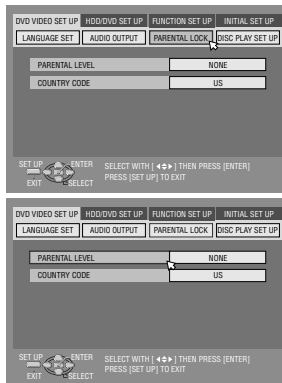 DVD VIDEO SET UP HDD/DVD SET UP FUNCTION SET UP INITIAL SET UP
LANGUAGE SET AUDIO OUTPUT PARENTAL LOCK DISC PLAY SET UP
PARENTAL LEVEL NONE
COUNTRY CODE US
SET UP ENTER SELECT WITH [ ] THEN PRESS [ENTER]
EXIT SELECT PRESS [SET UP] TO EXIT
DVD VIDEO SET UP HDD/DVD SET UP FUNCTION SET UP INITIAL SET UP
LANGUAGE SET AUDIO OUTPUT PARENTAL LOCK DISC PLAY SET UP
PARENTAL LEVEL NONE
COUNTRY CODE US
SET UP ENTER SELECT WITH [ ] THEN PRESS [ENTER]
EXIT SELECT PRESS [SET UP] TO EXIT